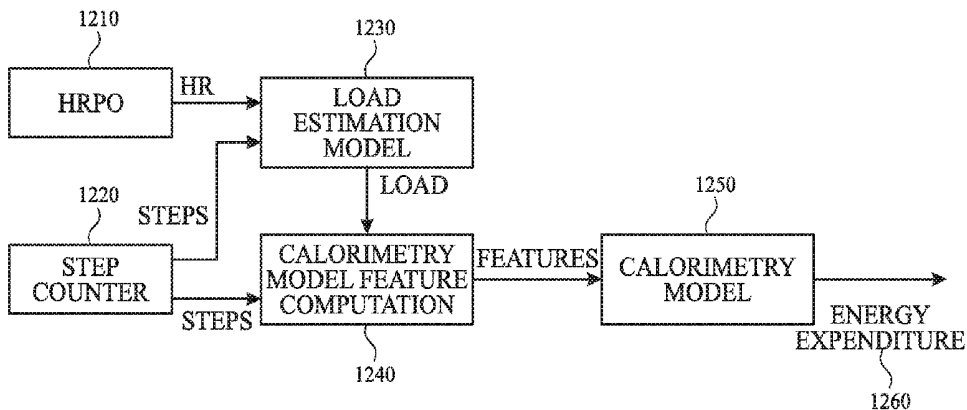 1210
HRPO
HR
1230
LOAD
ESTIMATION
MODEL
LOAD
1220
STEPS
STEP
COUNTER
STEPS
CALORIMETRY
MODEL FEATURE
COMPUTATION
1240
FEATURES
1250
CALORIMETRY
MODEL
ENERGY
EXPENDITURE
1260